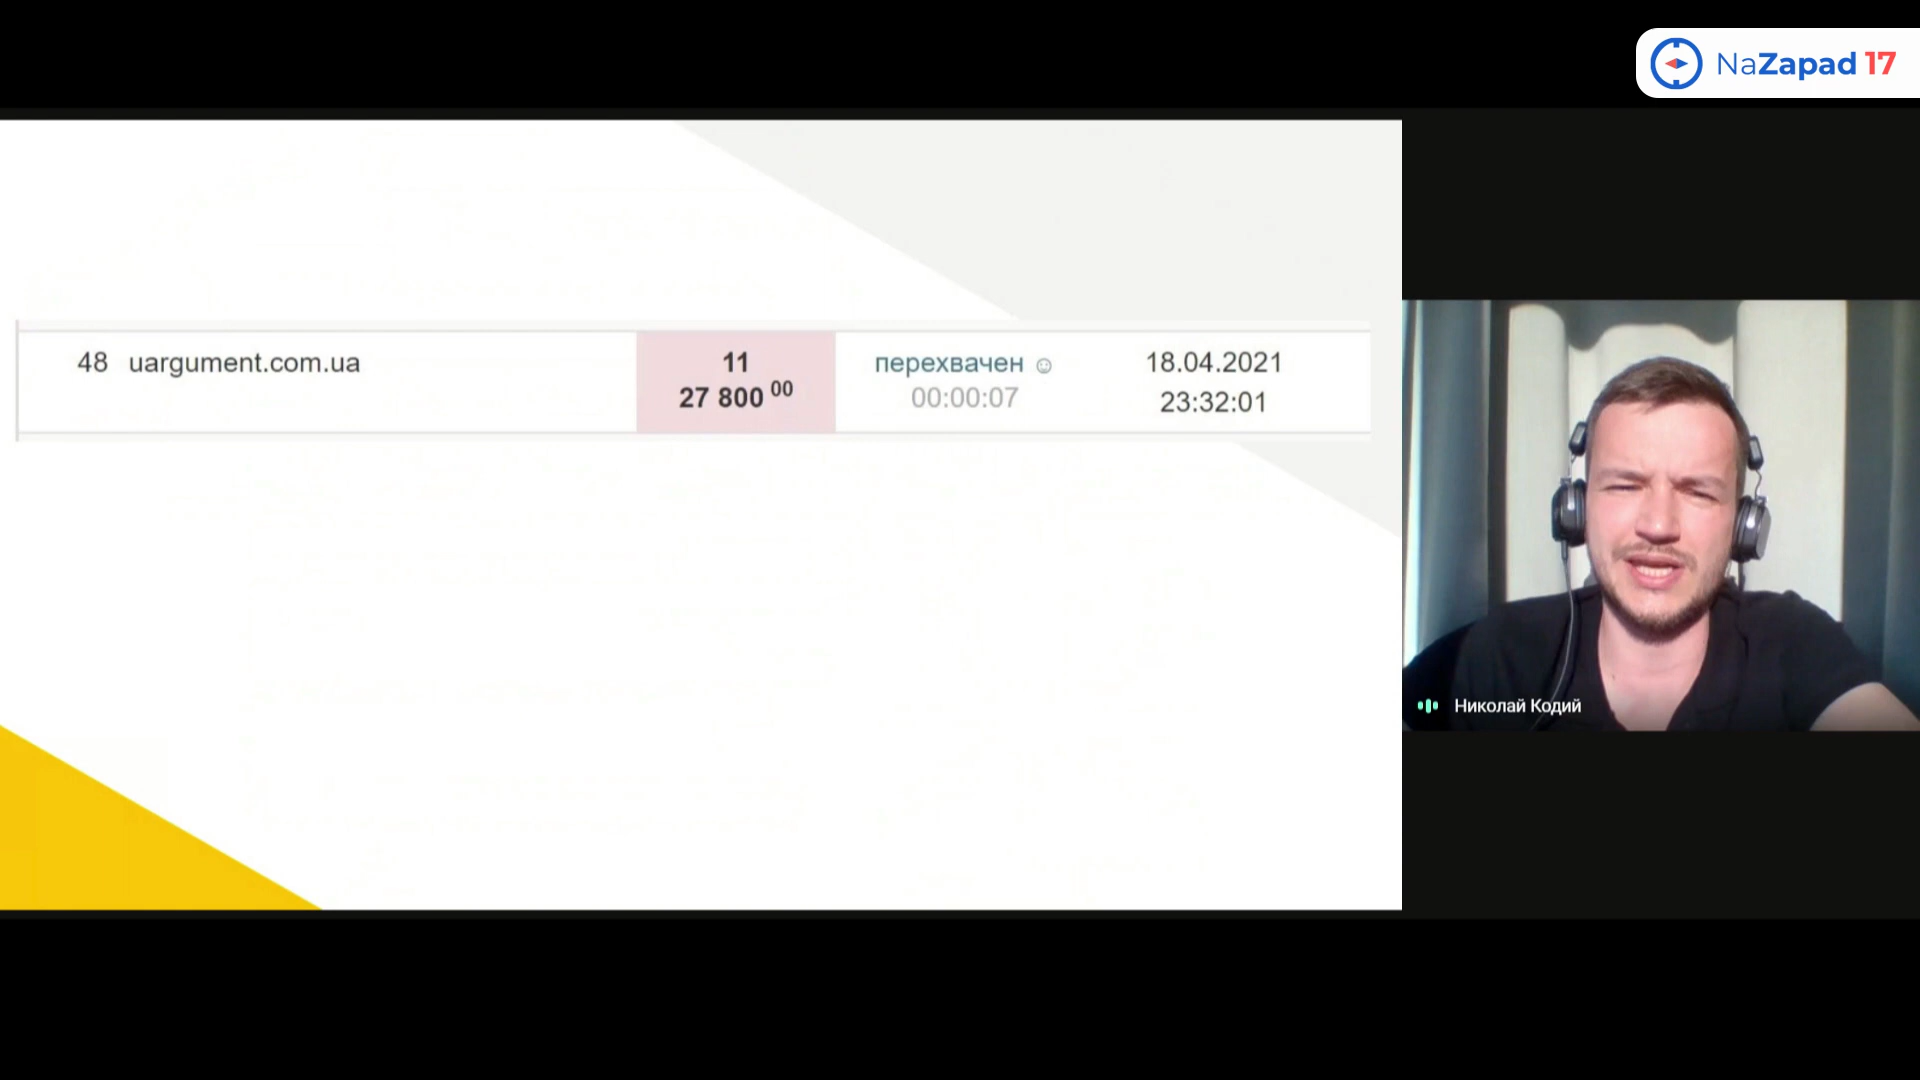 NaZapad 17
48 uargument.com.ua
11
27 800 00
перехвачен ☺
00:00:07
18.04.2021
23:32:01
Николай Кодий